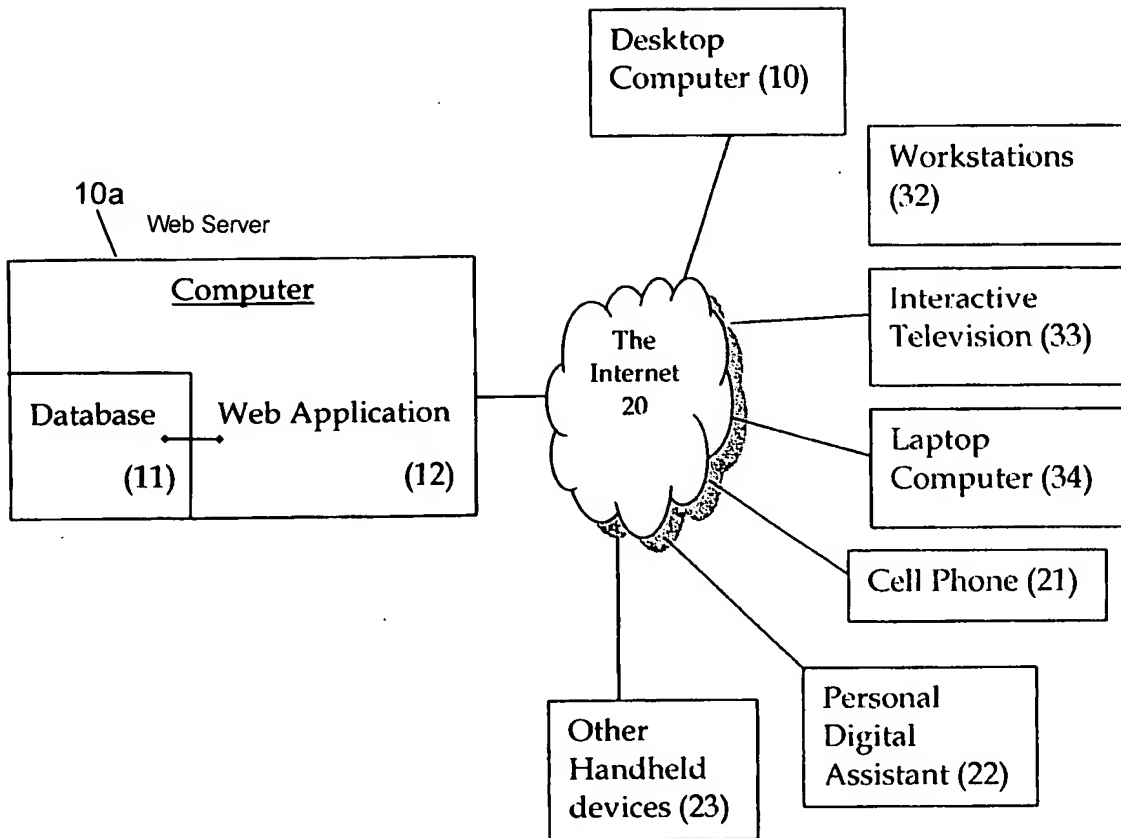 Desktop
Computer (10)
Workstations
(32)
10a
Web Server
Computer
Interactive
Television (33)
The
Internet
20
Database
Web Application
(11)
(12)
Laptop
Computer (34)
Cell Phone (21)
Personal
Digital
Assistant (22)
Other
Handheld
devices (23)